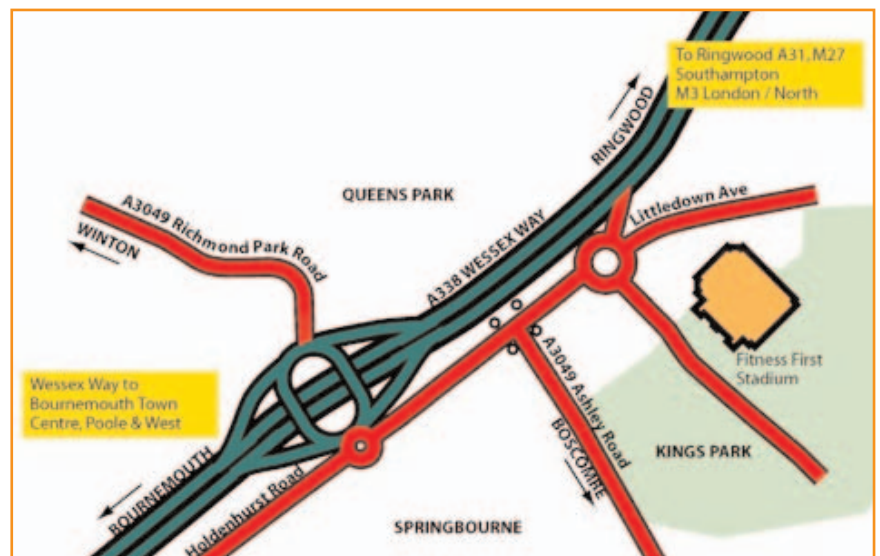 To Ringwood A31, M27
Southampton
M3 London / North
RINGWOOD
QUEENS PARK
Littledown Ave
A3049 Richmond Park Road
WINTON
A338 WESSEX WAY
Fitness First
Stadium
Wessex Way to
Bournemouth Town
Centre, Poole & West
A3049 Ashley Road
BOSCOMBE
KINGS PARK
BOURNEMOUTH
Holdenhurst Road
SPRINGBOURNE